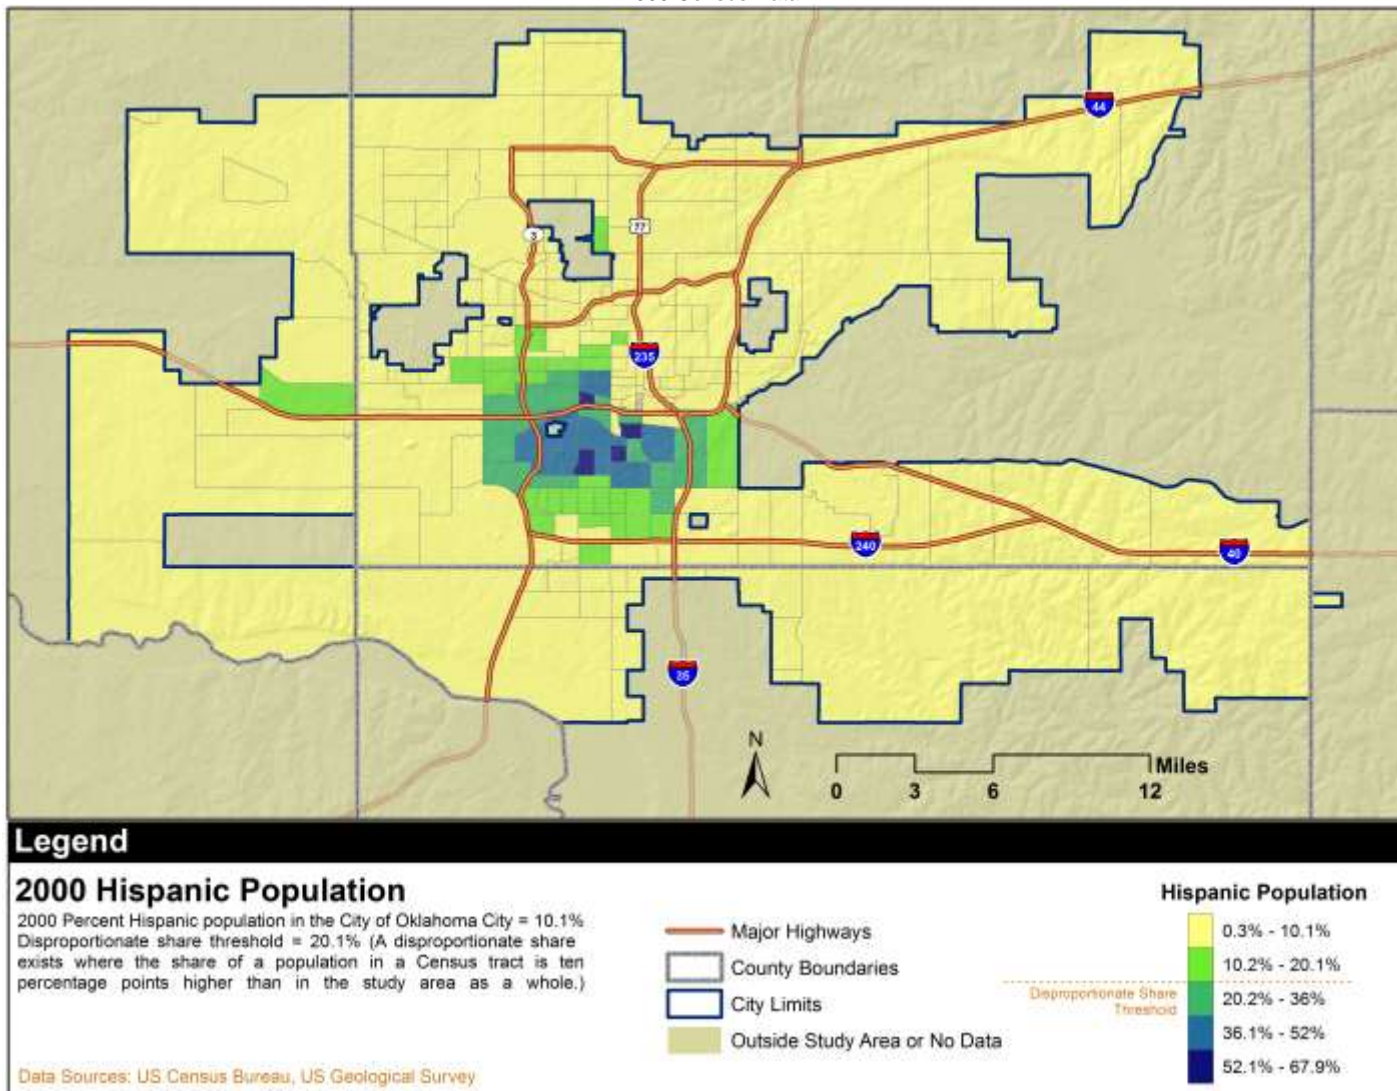 44
3
77
235
240
40
35
N
Miles
0 3 6 12
Legend
2000 Hispanic Population
2000 Percent Hispanic population in the City of Oklahoma City = 10.1%
Disproportionate share threshold = 20.1% (A disproportionate share
exists where the share of a population in a Census tract is ten
percentage points higher than in the study area as a whole.)
Data Sources: US Census Bureau, US Geological Survey
Major Highways
County Boundaries
City Limits
Outside Study Area or No Data
Hispanic Population
0.3% - 10.1%
10.2% - 20.1%
Disproportionate Share
Threshold
20.2% - 36%
36.1% - 52%
52.1% - 67.9%